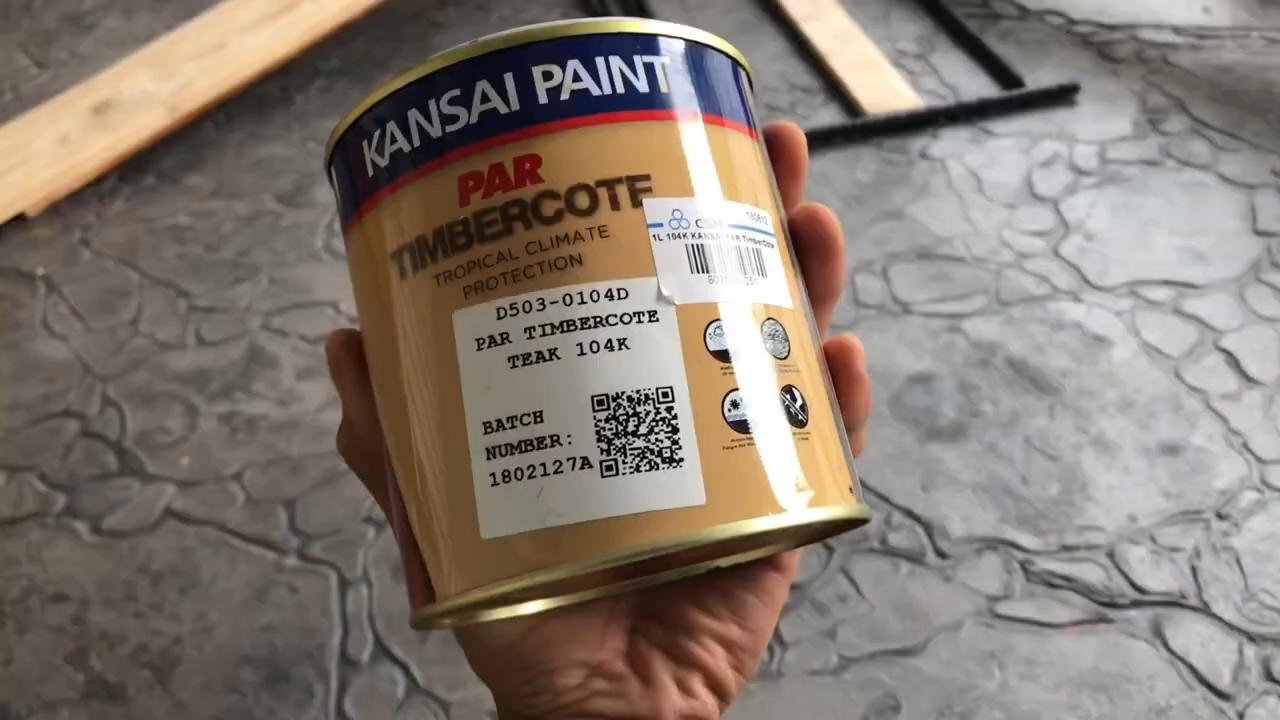 KANSAI PAINT
PAR
TIMBERCOTE
TROPICAL CLIMATE
PROTECTION
180612
1L 104K KANSAI PAR TimberCote
D503-0104D
PAR TIMBERCOTE
TEAK 104K
BATCH
NUMBER:
1802127A